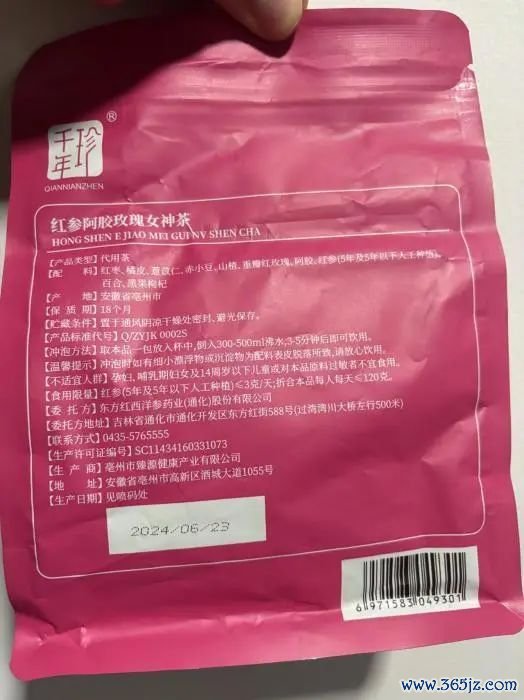 千年珍®
QIANNIANZHEN
红参阿胶玫瑰女神茶
HONG SHEN E JIAO MEI GUI NV SHEN CHA
【产品类型】代用茶
【配料】红枣、橘皮、薏苡仁、赤小豆、山楂、重瓣红玫瑰、阿胶、红参(5年及5年以下人工种植)、
百合、黑果枸杞
【产地】安徽省亳州市
【保质期】18个月
【贮藏条件】置于通风阴凉干燥处密封、避光保存。
【产品标准代号】Q/ZYJK 0002S
【冲泡方法】取本品一包放入杯中,倒入300-500ml沸水,3-5分钟后即可饮用。
【温馨提示】冲泡时如有细小漂浮物或沉淀物为配料表皮脱落所致,请放心饮用。
【不适宜人群】孕妇、哺乳期妇女及14周岁以下儿童或对本品原料过敏者不宜食用。
【食用限量】红参(5年及5年以下人工种植)≤3克/天;折合本品每人每天≤120克。
【委托方】东方红西洋参药业(通化)股份有限公司
【委托方地址】吉林省通化市通化开发区东方红街588号(过湾湾川大桥左行500米)
【联系方式】0435-5765555
【生产许可证编号】SC11434160331073
【生产商】亳州市臻源健康产业有限公司
【地址】安徽省亳州市高新区酒城大道1055号
【生产日期】见喷码处
2024/06/23
6 971583 049301
www.365jz.com